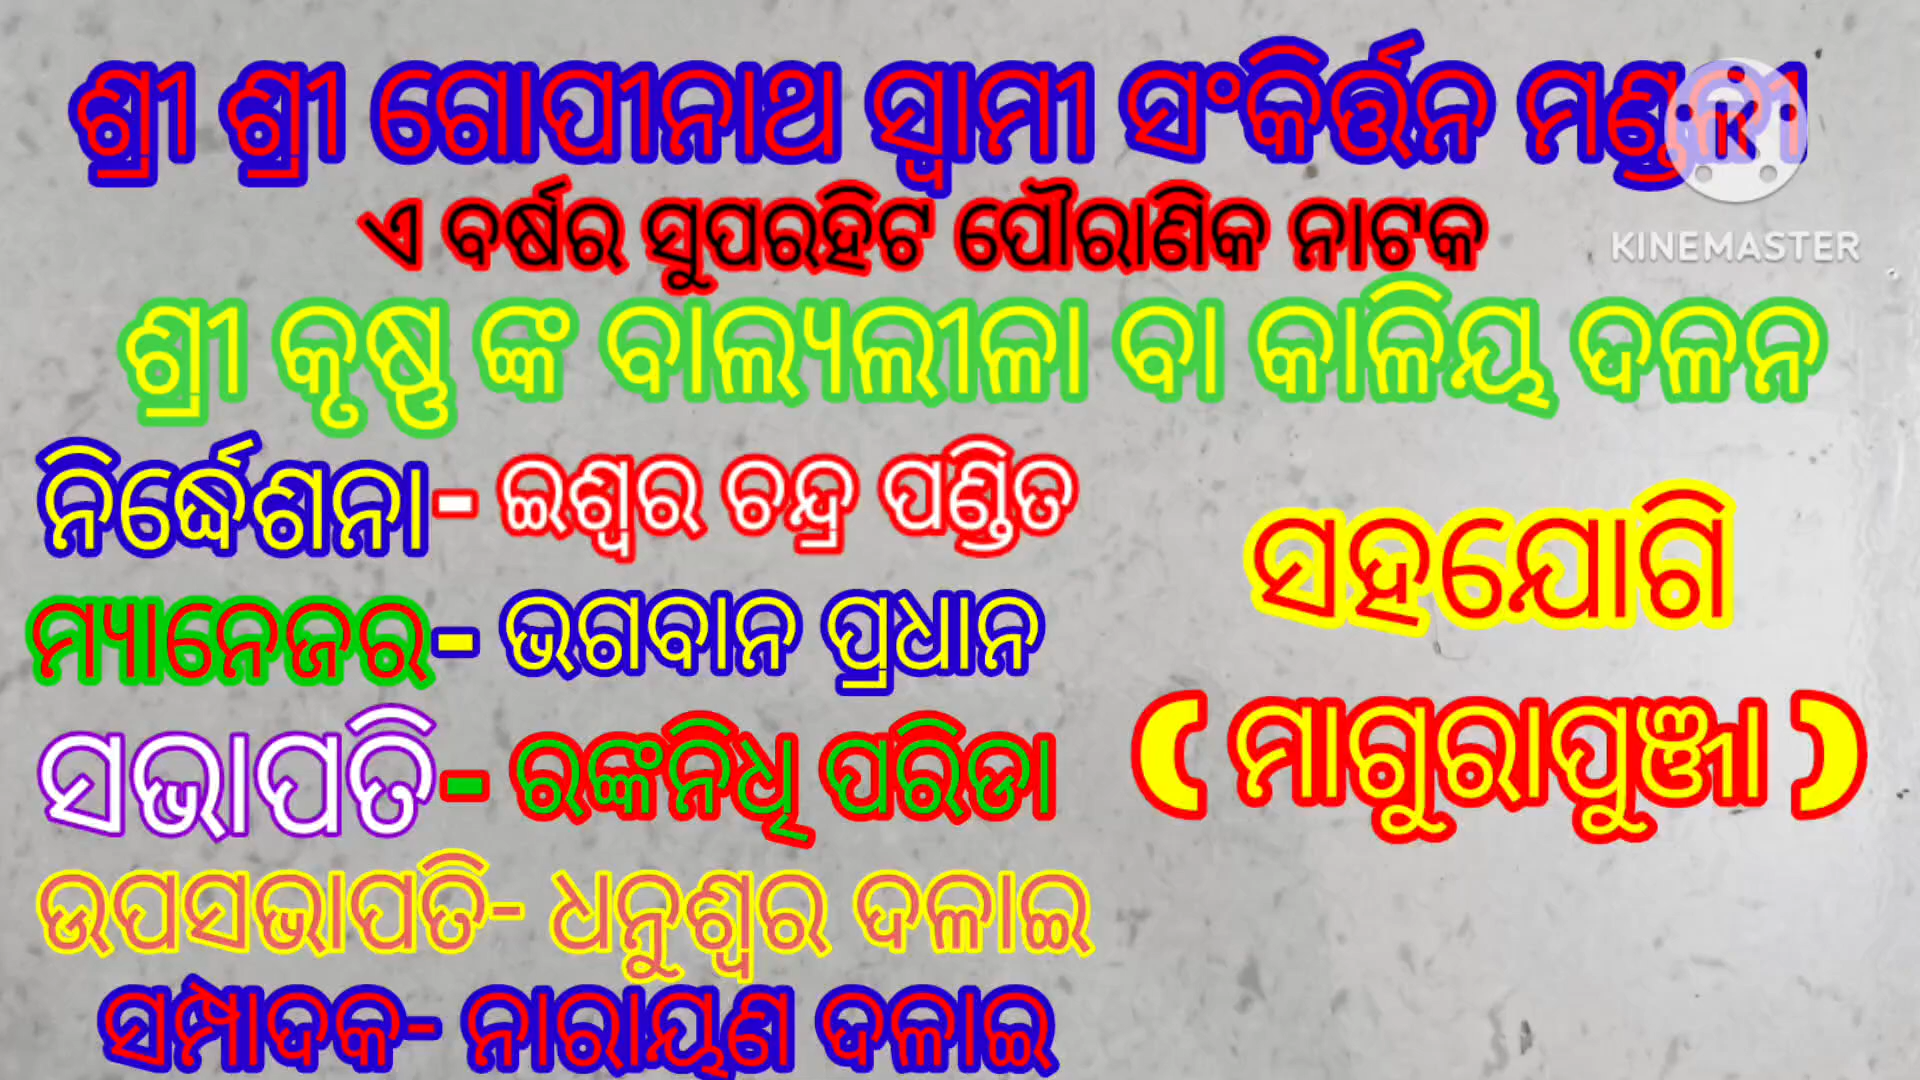 ଶ୍ରୀ ଶ୍ରୀ ଗୋପୀନାଥ ସ୍ୱାମୀ ସଂକିର୍ତ୍ତନ ମଣ୍ଡଳୀ
KINEMASTER
ଏ ବର୍ଷର ସୁପରହିଟ ପୌରାଣିକ ନାଟକ
ଶ୍ରୀ କୃଷ୍ଣ ଙ୍କ ବାଲ୍ୟଲୀଳା ବା କାଳିୟ ଦଳନ
ନିର୍ଦ୍ଧେଶନା- ଇଶ୍ୱର ଚନ୍ଦ୍ର ପଣ୍ଡିତ
ମ୍ୟାନେଜର- ଭଗବାନ ପ୍ରଧାନ
ସଭାପତି- ରଙ୍କନିଧି ପରିଡା
ଉପସଭାପତି- ଧନୁଶ୍ୱର ଦଳାଇ
ସମ୍ପାଦକ- ନାରାୟଣ ଦଳାଇ
ସହଯୋଗି
( ମାଗୁରାପୁଞ୍ଜା )